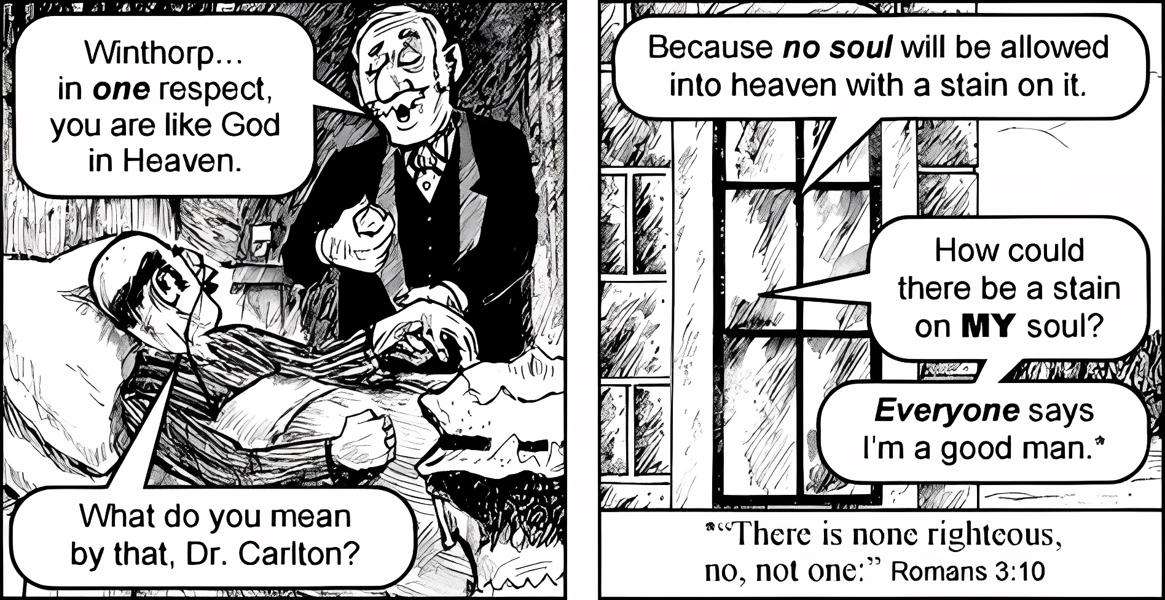 Winthorp...
in one respect,
you are like God
in Heaven.
What do you mean
by that, Dr. Carlton?
Because no soul will be allowed
into heaven with a stain on it.
How could
there be a stain
on MY soul?
Everyone says
I'm a good man.*
*“There is none righteous,
no, not one:” Romans 3:10